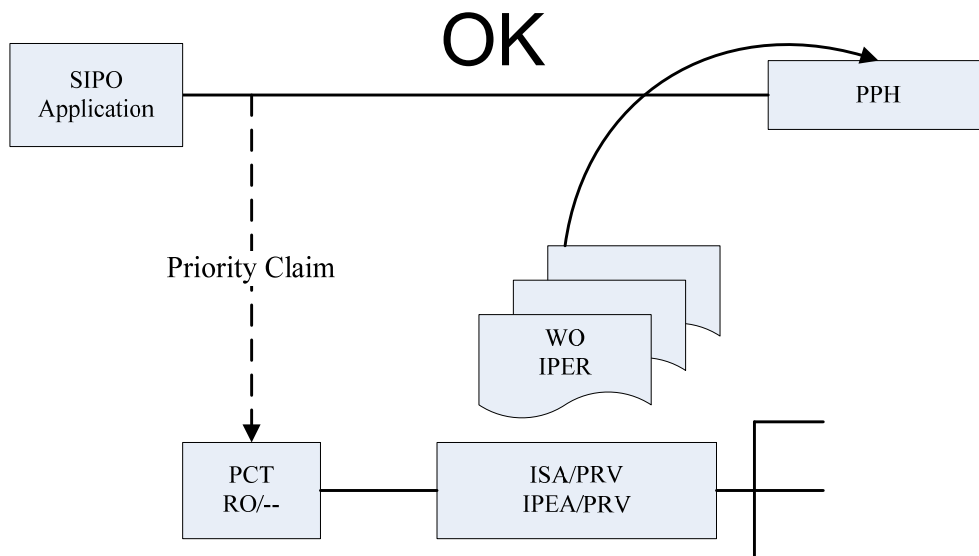 OK
SIPO
Application
PPH
Priority Claim
WO
IPER
PCT
RO/--
ISA/PRV
IPEA/PRV